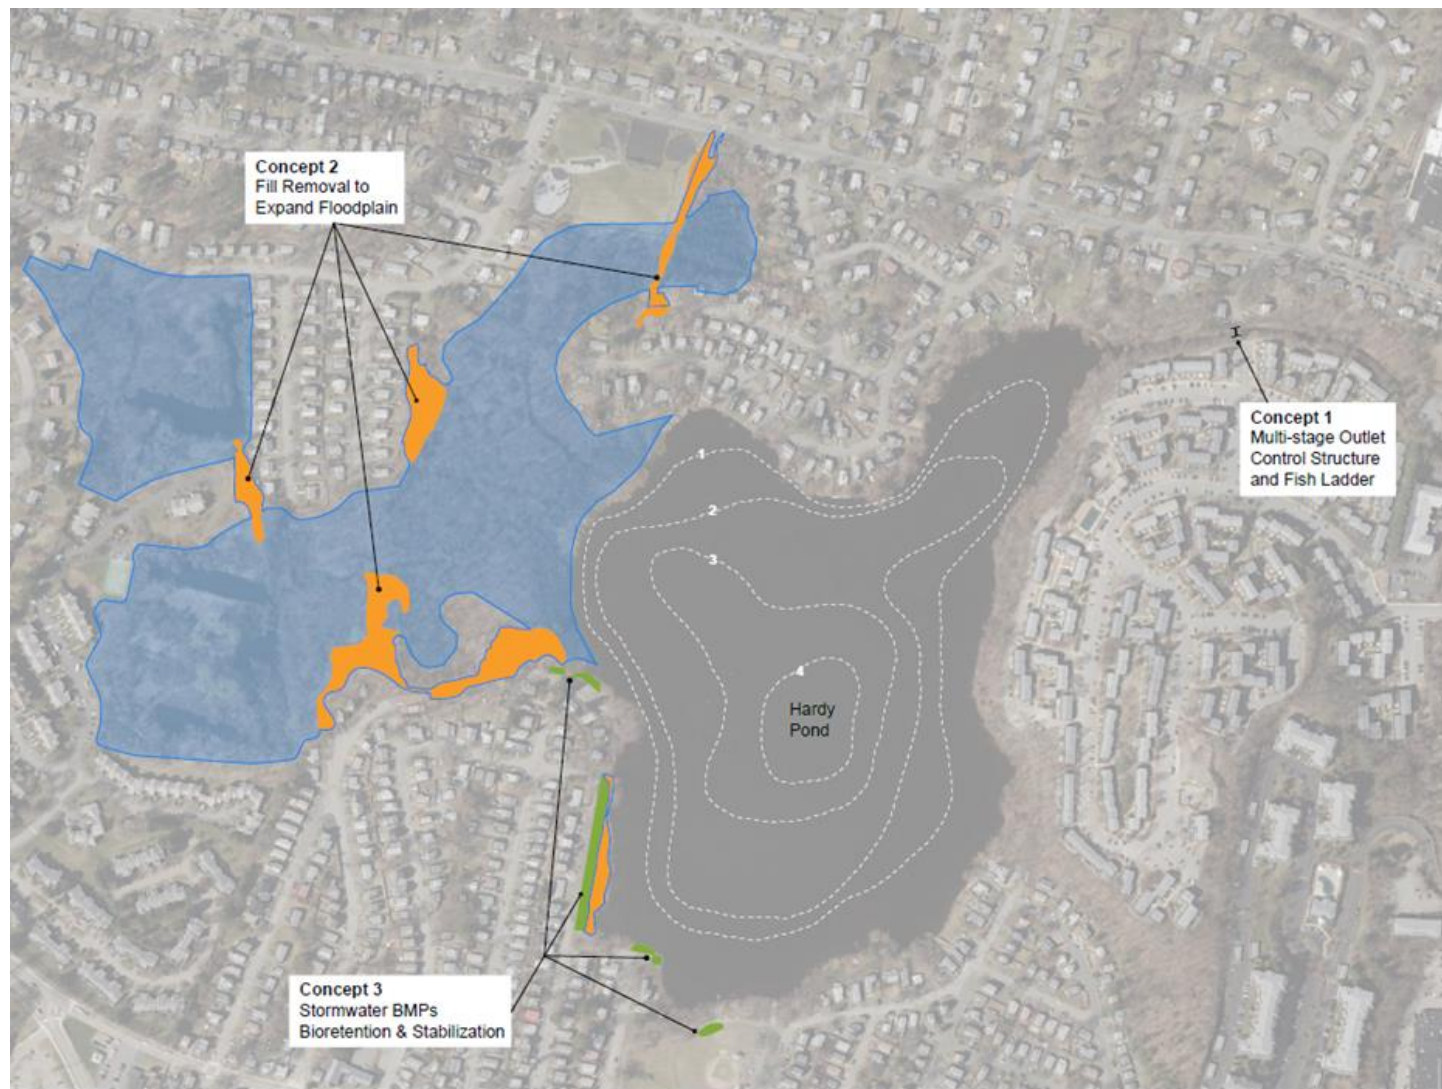 Concept 2
Fill Removal to
Expand Floodplain
Concept 1
Multi-stage Outlet
Control Structure
and Fish Ladder
1
2
3
4
Hardy
Pond
Concept 3
Stormwater BMPs
Bioretention & Stabilization